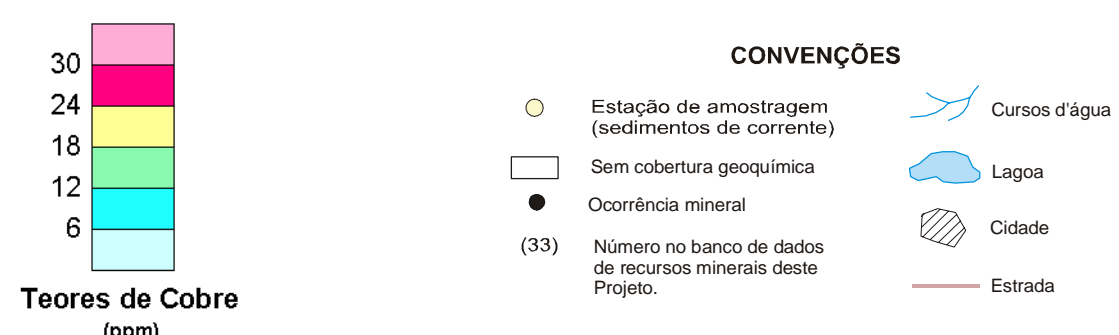 30
24
18
12
6
Teores de Cobre
(ppm)
CONVENÇÕES
Estação de amostragem
(sedimentos de corrente)
Sem cobertura geoquímica
Ocorrência mineral
(33)
Número no banco de dados
de recursos minerais deste
Projeto.
Cursos d'água
Lagoa
Cidade
Estrada